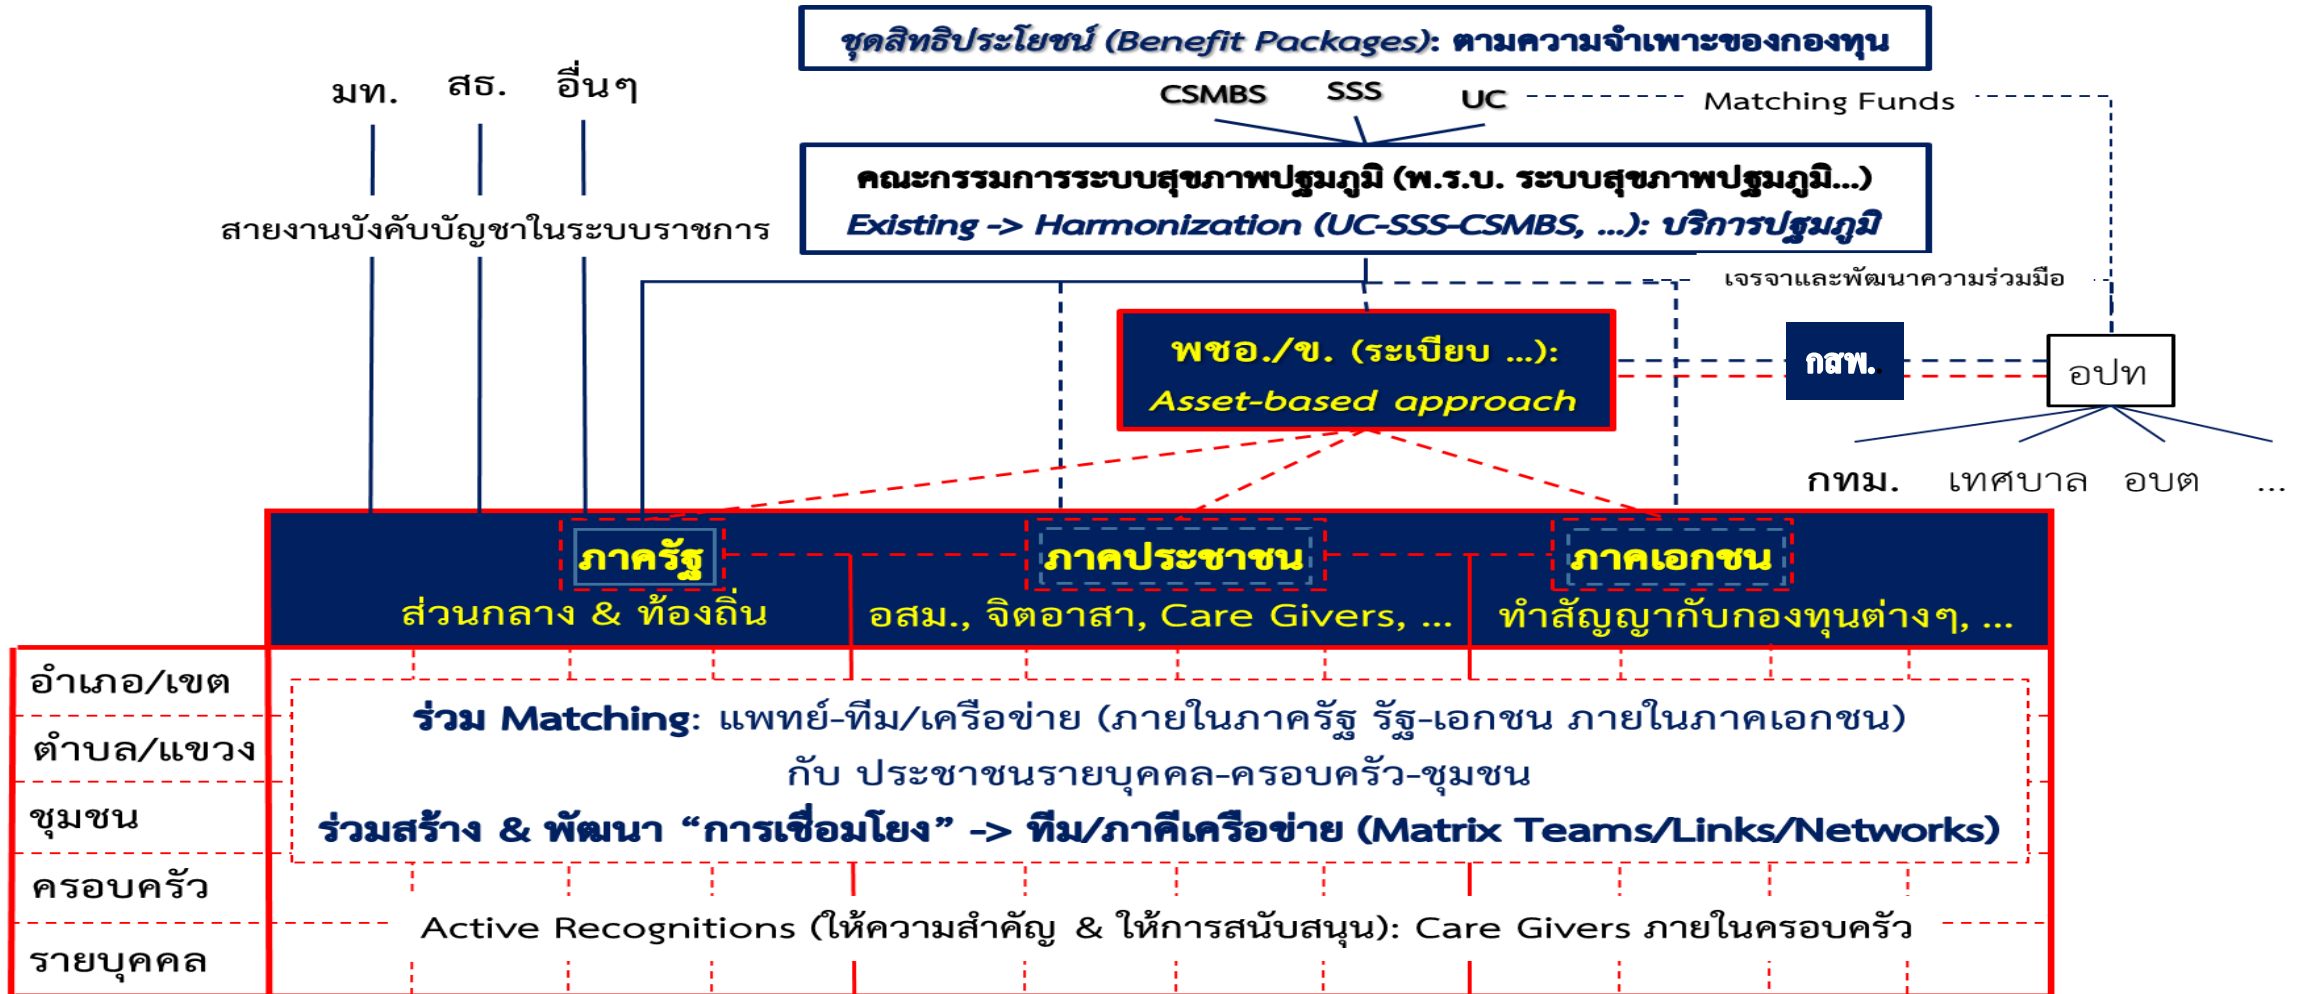 ชุดสิทธิประโยชน์ (Benefit Packages): ตามความจำเพาะของกองทุน
มท. สธ. อื่นๆ
CSMBS SSS UC Matching Funds
คณะกรรมการระบบสุขภาพปฐมภูมิ (พ.ร.บ. ระบบสุขภาพปฐมภูมิ...)
Existing -> Harmonization (UC-SSS-CSMBS, ...): บริการปฐมภูมิ
สายงานบังคับบัญชาในระบบราชการ
เจรจาและพัฒนาความร่วมมือ
พชอ./ข. (ระเบียบ ...):
Asset-based approach
กสพ..
อปท
กทม. เทศบาล อบต ...
ภาครัฐ ภาคประชาชน ภาคเอกชน
ส่วนกลาง & ท้องถิ่น อสม., จิตอาสา, Care Givers, ... ทำสัญญากับกองทุนต่างๆ, ...
อำเภอ/เขต
ตำบล/แขวง
ชุมชน
ครอบครัว
รายบุคคล
ร่วม Matching: แพทย์-ทีม/เครือข่าย (ภายในภาครัฐ รัฐ-เอกชน ภายในภาคเอกชน)
กับ ประชาชนรายบุคคล-ครอบครัว-ชุมชน
ร่วมสร้าง & พัฒนา “การเชื่อมโยง” -> ทีม/ภาคีเครือข่าย (Matrix Teams/Links/Networks)
Active Recognitions (ให้ความสำคัญ & ให้การสนับสนุน): Care Givers ภายในครอบครัว